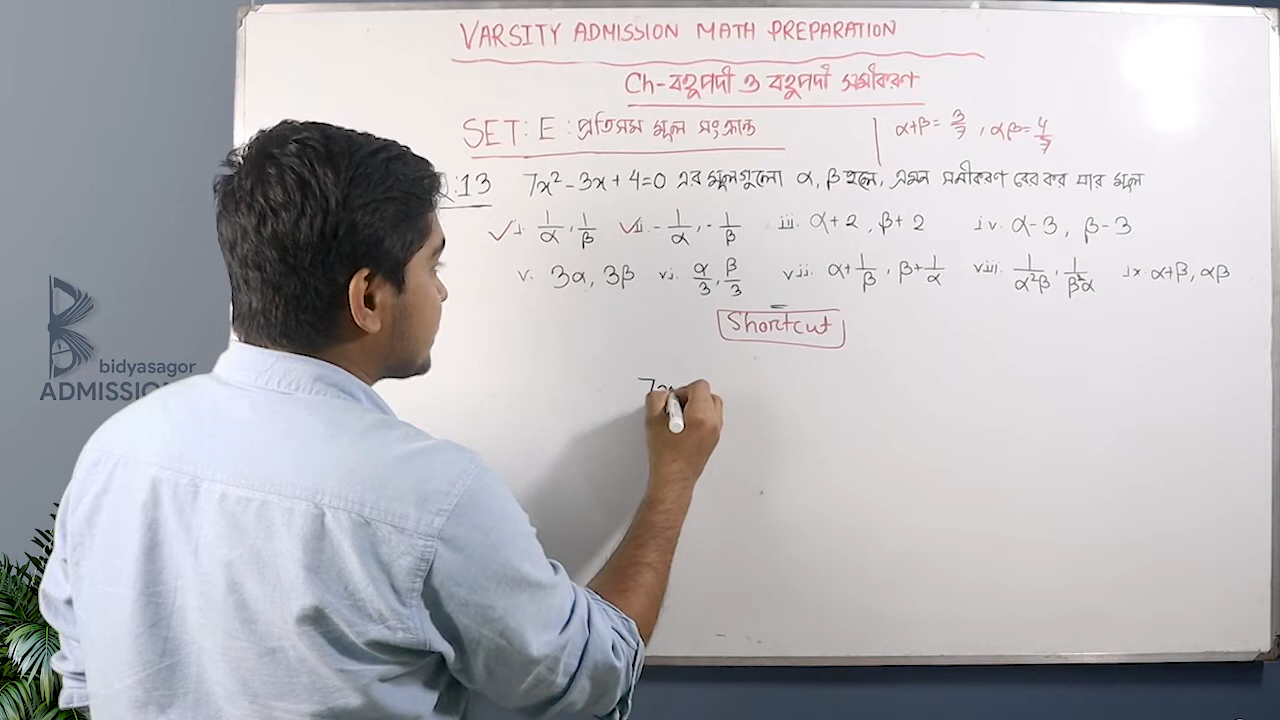 VARSITY ADMISSION MATH PREPARATION
Ch-বহুপদী ও বহুপদী সমীকরণ
SET: E : প্রতিসম মূল সংক্রান্ত
α+β = 3/7 , αβ = 4/7
:13 7x² - 3x + 4 = 0 এর মূলগুলো α, β হলে, এমন সমীকরণ বের কর যার মূল
✓ i. 1/α , 1/β ✓ ii. -1/α , -1/β iii. α+2 , β+2 iv. α-3, β-3
v. 3α, 3β vi. α/3 , β/3 vii. α+1/β , β+1/α viii. 1/α²β , 1/β²α ix α+β, αβ
Shortcut
7x
bidyasagor
ADMISSIO